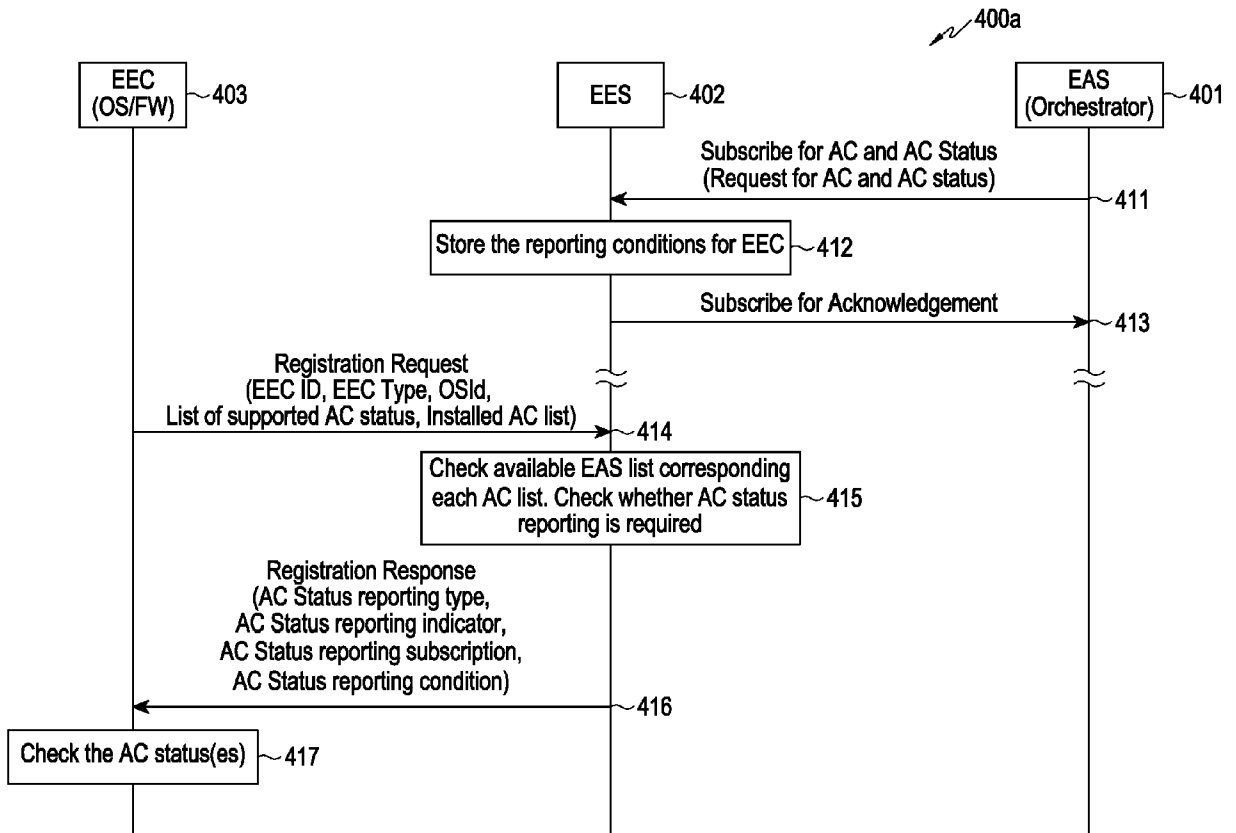 400a
EEC
(OS/FW)
403
EES
402
EAS
(Orchestrator)
401
Subscribe for AC and AC Status
(Request for AC and AC status)
411
Store the reporting conditions for EEC
412
Subscribe for Acknowledgement
413
Registration Request
(EEC ID, EEC Type, OSId,
List of supported AC status, Installed AC list)
414
Check available EAS list corresponding
each AC list. Check whether AC status
reporting is required
415
Registration Response
(AC Status reporting type,
AC Status reporting indicator,
AC Status reporting subscription,
AC Status reporting condition)
416
Check the AC status(es)
417